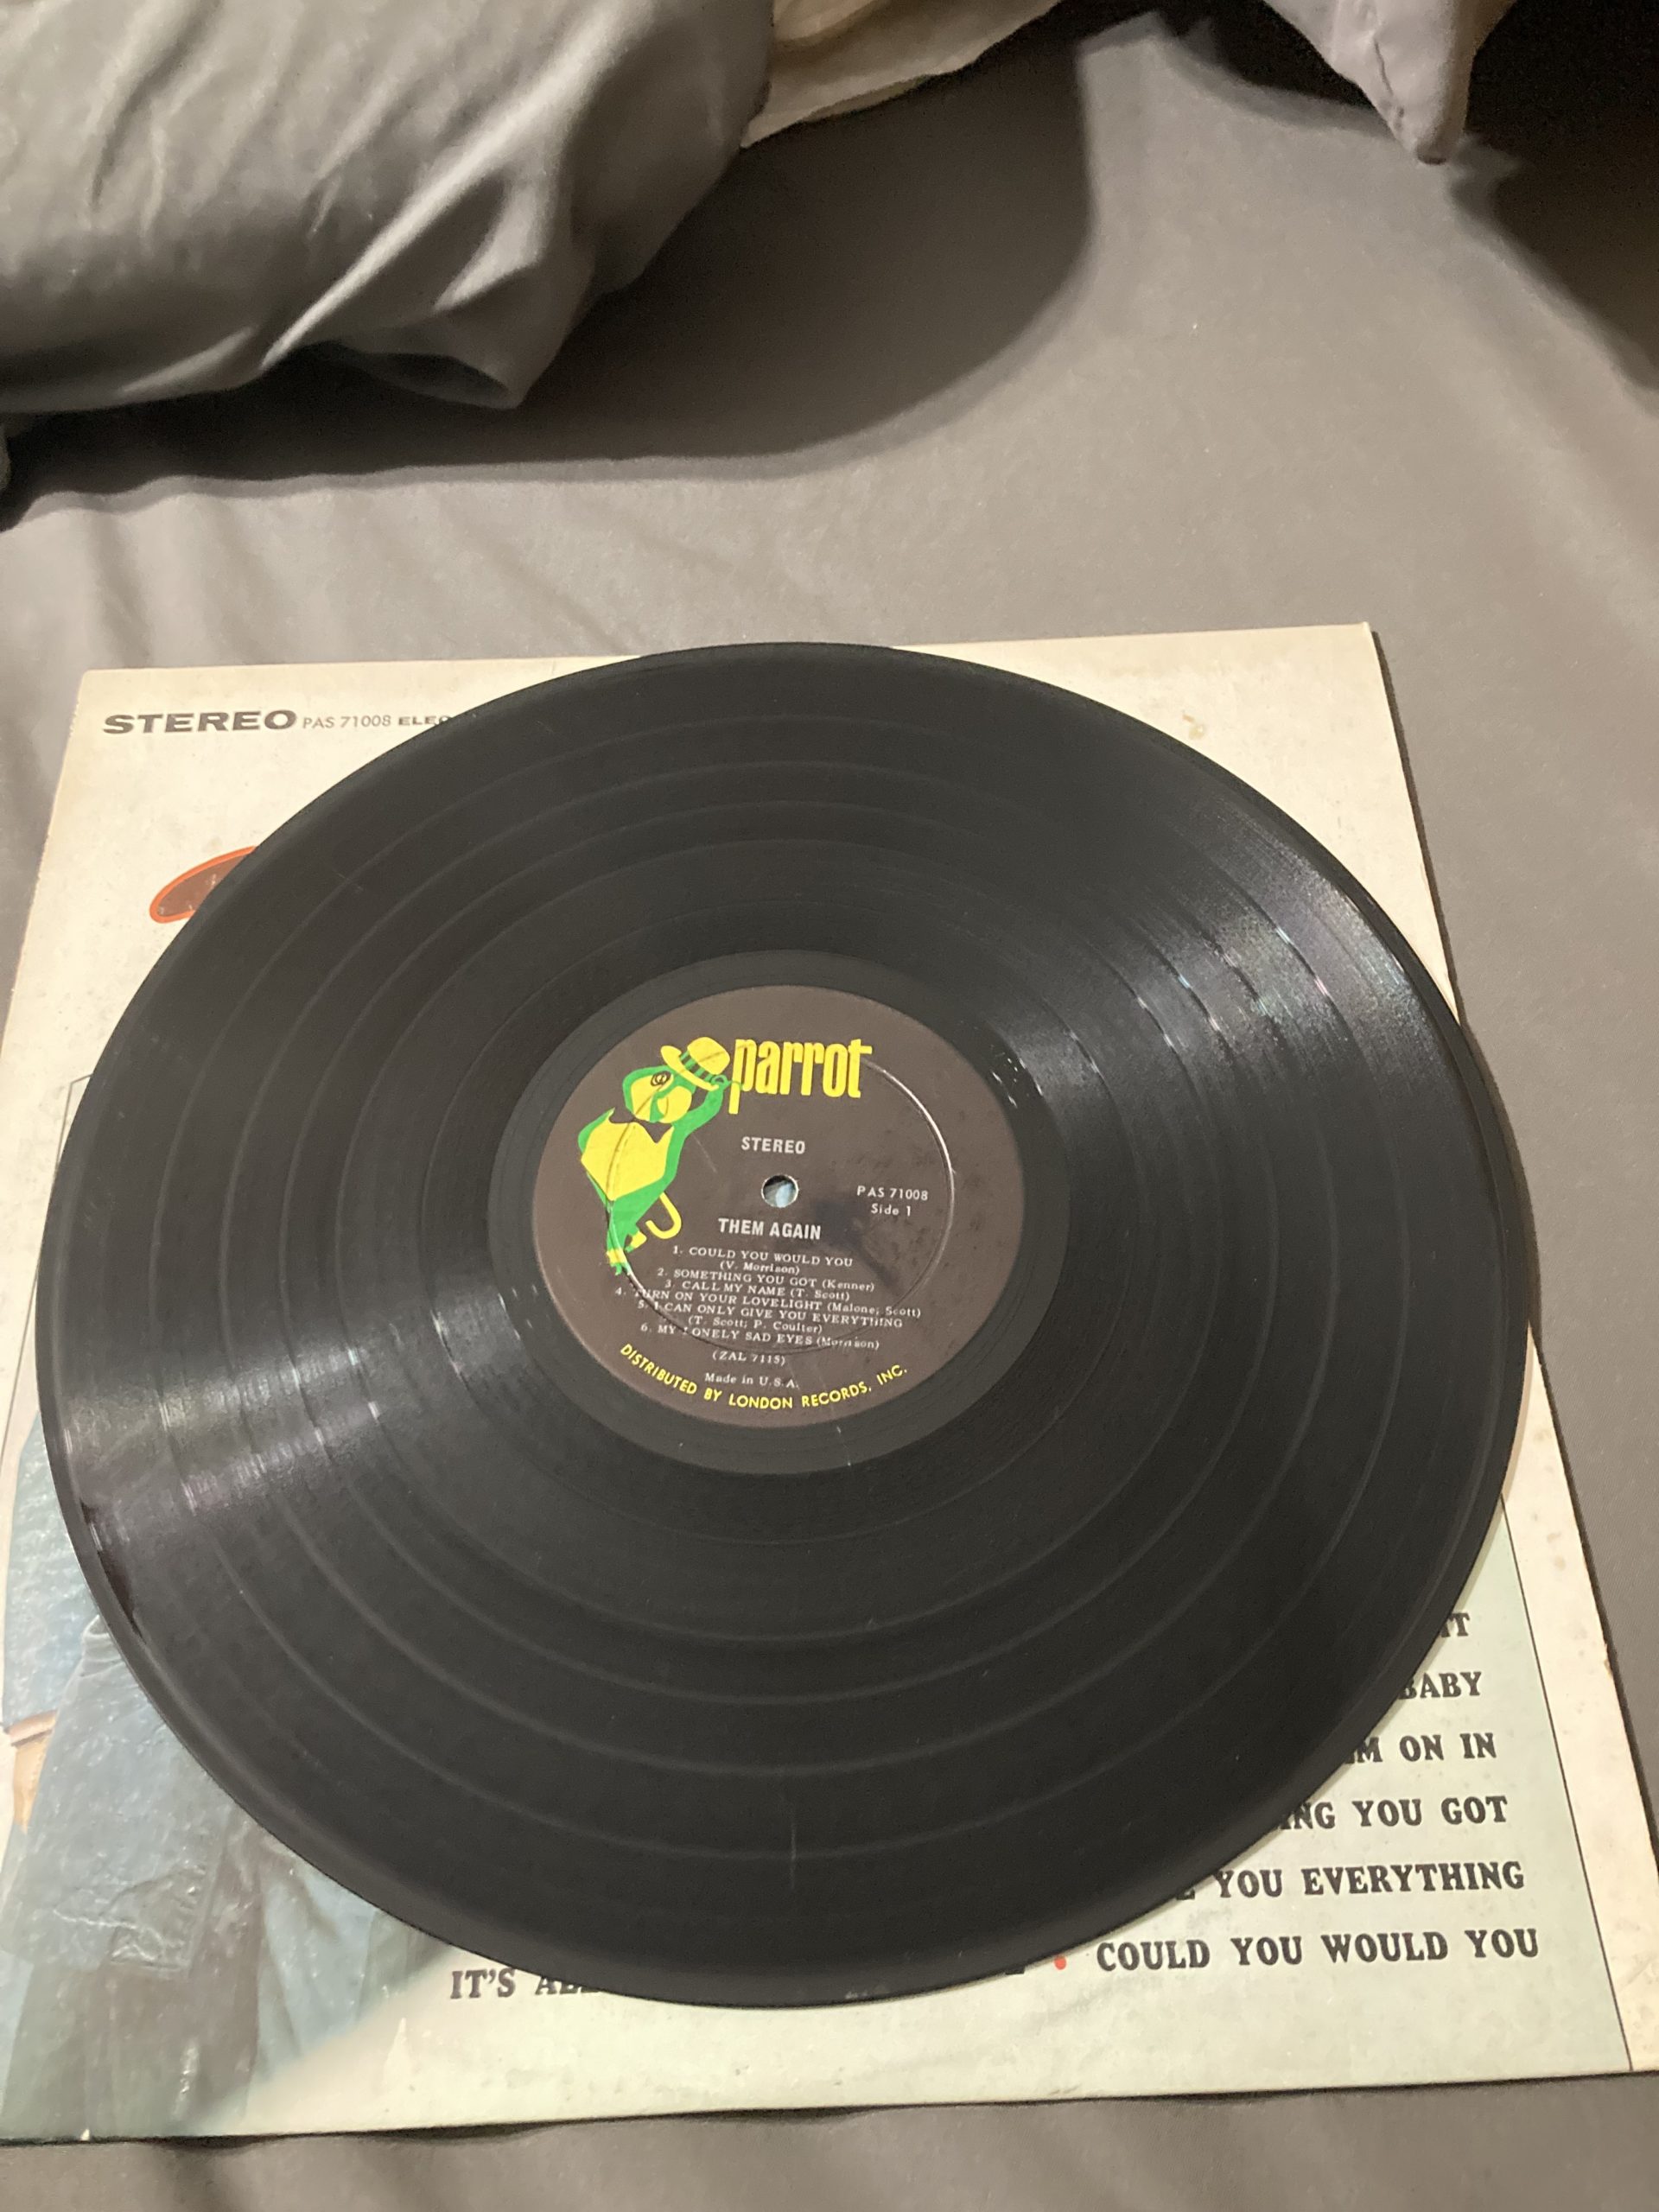 STEREO PAS 71008
parrot
STEREO
PAS 71008
Side 1
THEM AGAIN
1. COULD YOU WOULD YOU
(V. Morrison)
2. SOMETHING YOU GOT (Kenner)
3. CALL MY NAME (T. Scott)
4. TURN ON YOUR LOVELIGHT (Malone; Scott)
5. I CAN ONLY GIVE YOU EVERYTHING
(T. Scott; P. Coulter)
6. MY LONELY SAD EYES (Morrison)
(ZAL 7115)
Made in U.S.A.
DISTRIBUTED BY LONDON RECORDS, INC.
BABY
ON IN
YOU GOT
YOU EVERYTHING
IT'S • COULD YOU WOULD YOU